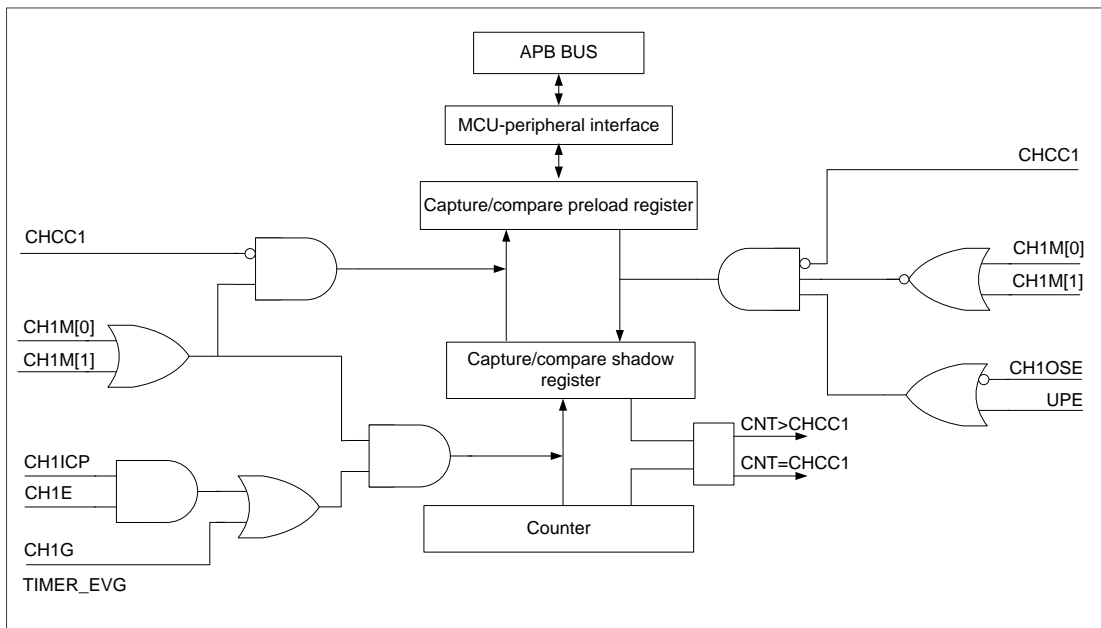 APB BUS
MCU-peripheral interface
CHCC1
Capture/compare preload register
CHCC1
CH1M[0]
CH1M[1]
CH1M[0]
CH1M[1]
Capture/compare shadow
register
CH1OSE
UPE
CNT>CHCC1
CNT=CHCC1
CH1ICP
CH1E
Counter
CH1G
TIMER_EVG